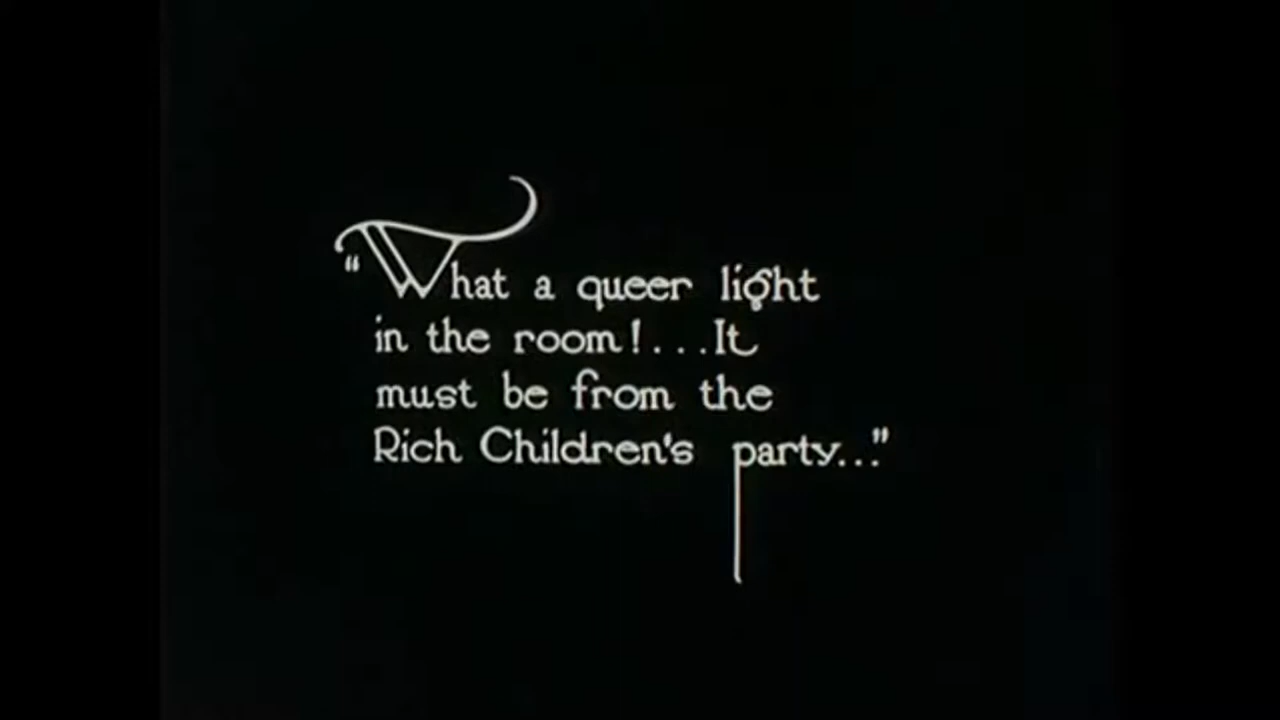 “What a queer light
in the room!...It
must be from the
Rich Children's party...”